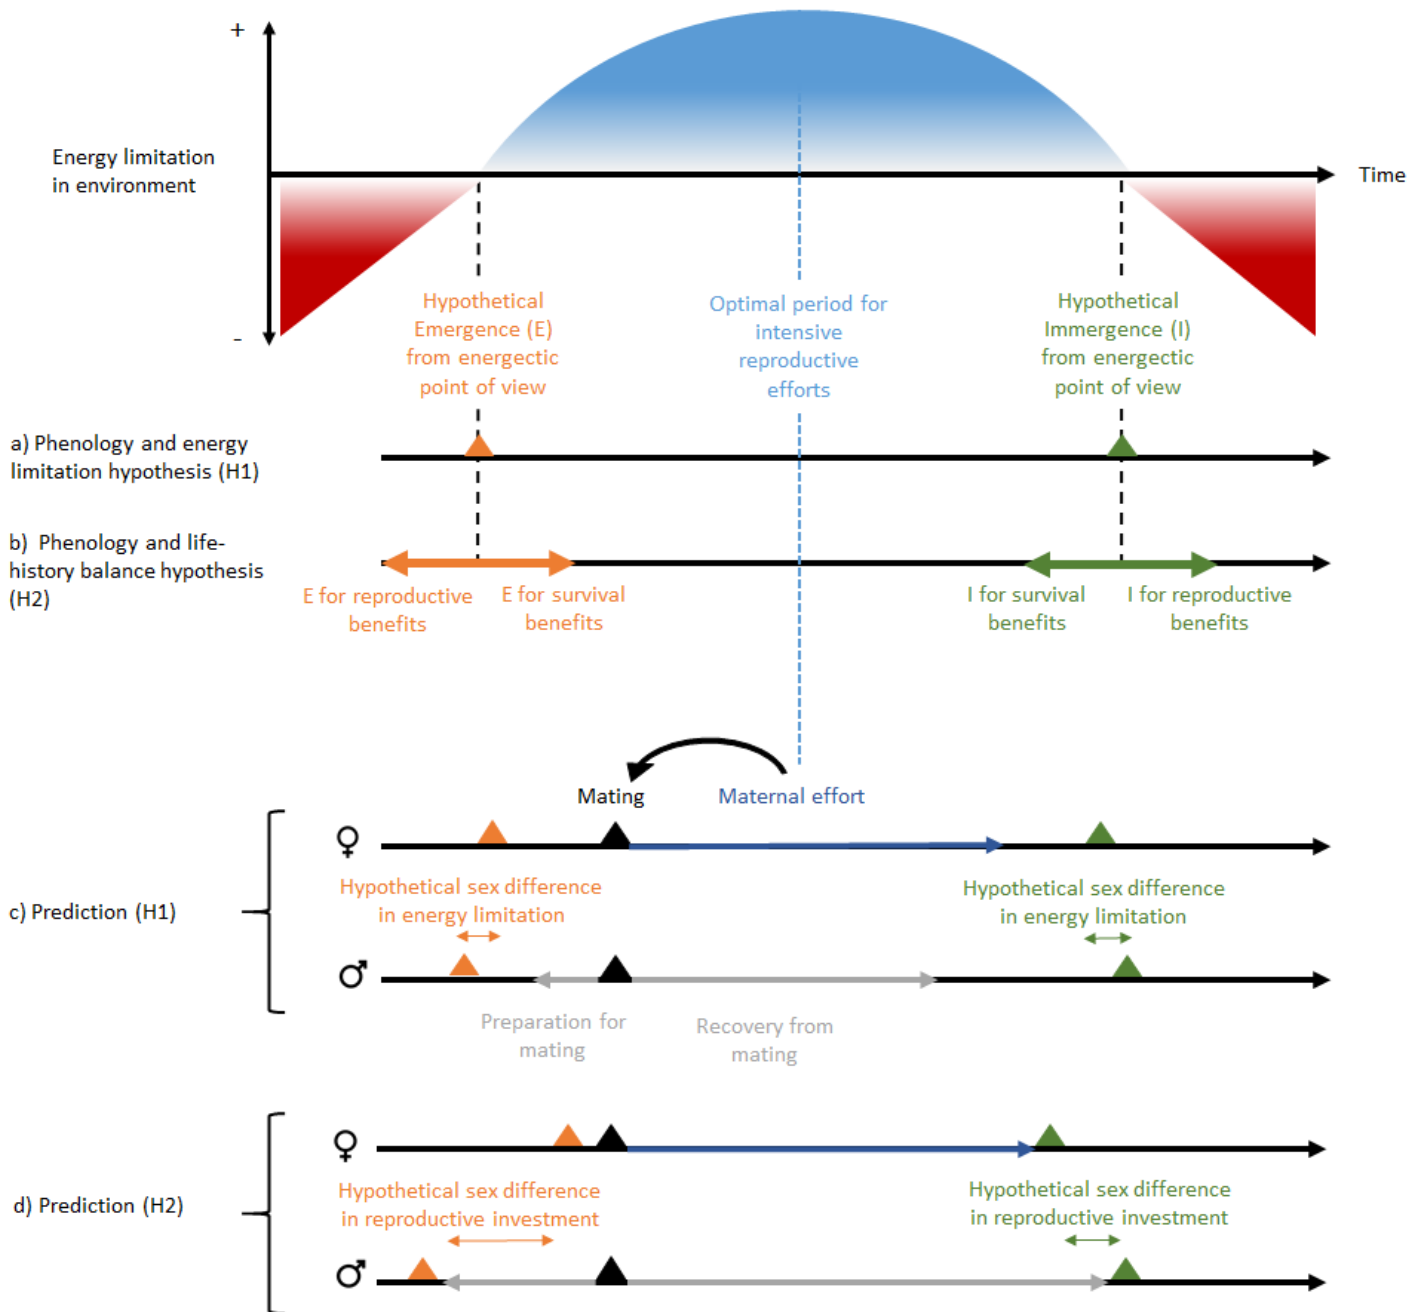 +
Energy limitation
in environment
Time
-
Hypothetical
Emergence (E)
from energectic
point of view
Optimal period for
intensive
reproductive
efforts
Hypothetical
Immergence (I)
from energectic
point of view
a) Phenology and energy
limitation hypothesis (H1)
b) Phenology and life-
history balance hypothesis
(H2)
E for reproductive
benefits
E for survival
benefits
I for survival
benefits
I for reproductive
benefits
Mating
Maternal effort
♀
c) Prediction (H1)
Hypothetical sex difference
in energy limitation
Hypothetical sex difference
in energy limitation
♂
Preparation for
mating
Recovery from
mating
♀
d) Prediction (H2)
Hypothetical sex difference
in reproductive investment
Hypothetical sex difference
in reproductive investment
♂